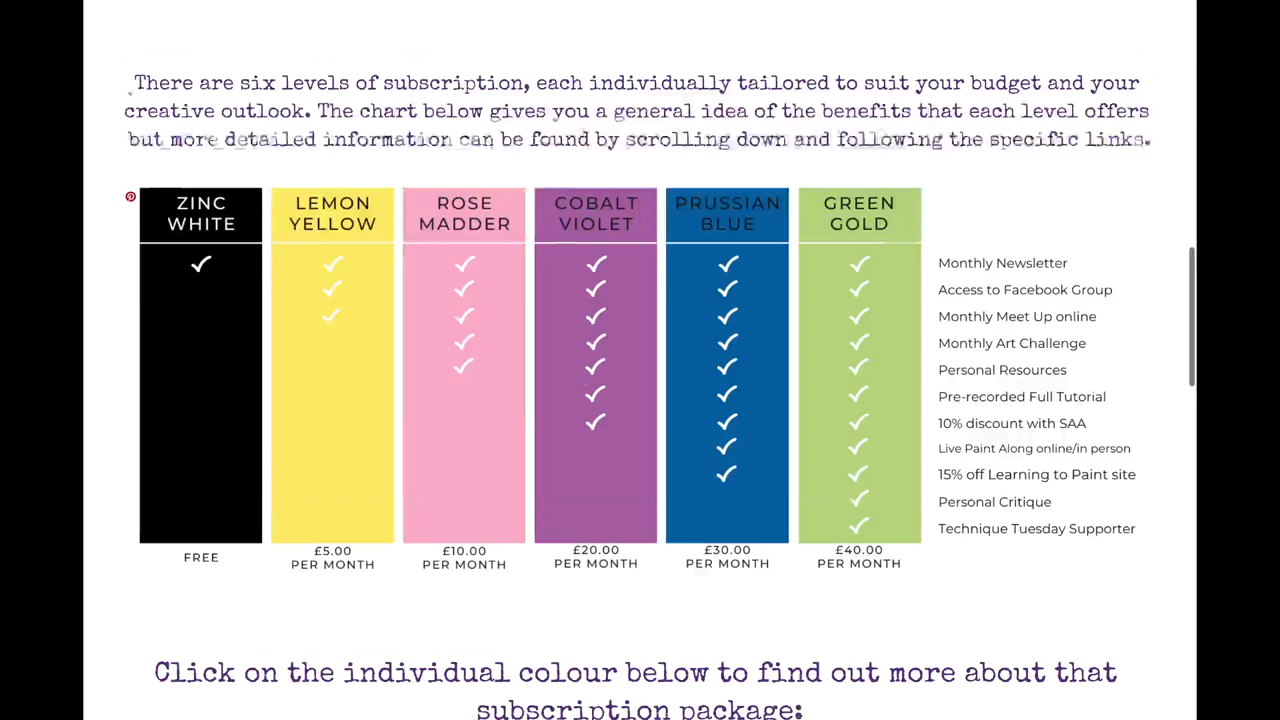 There are six levels of subscription, each individually tailored to suit your budget and your
creative outlook. The chart below gives you a general idea of the benefits that each level offers
but more detailed information can be found by scrolling down and following the specific links.
ZINC
WHITE
LEMON
YELLOW
ROSE
MADDER
COBALT
VIOLET
PRUSSIAN
BLUE
GREEN
GOLD
Monthly Newsletter
Access to Facebook Group
Monthly Meet Up online
Monthly Art Challenge
Personal Resources
Pre-recorded Full Tutorial
10% discount with SAA
Live Paint Along online/in person
15% off Learning to Paint site
Personal Critique
Technique Tuesday Supporter
FREE
£5.00
PER MONTH
£10.00
PER MONTH
£20.00
PER MONTH
£30.00
PER MONTH
£40.00
PER MONTH
Click on the individual colour below to find out more about that
subscription package: